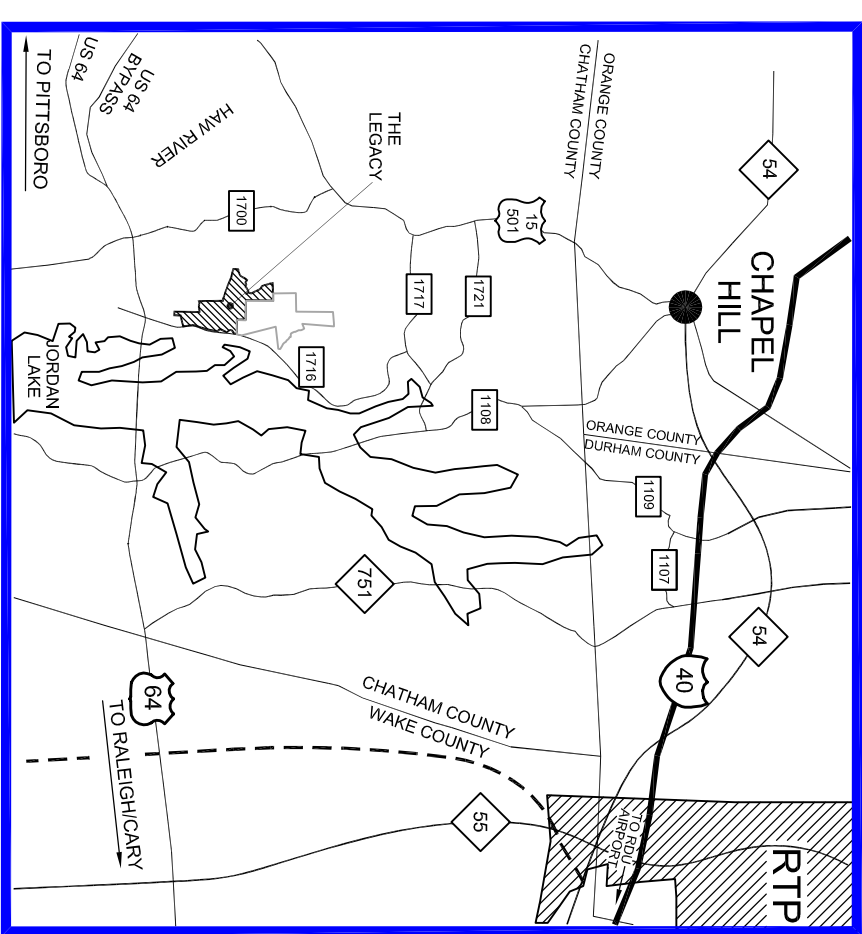 54
ORANGE COUNTY
CHATHAM COUNTY
US 64
US 64
BYPASS
TO PITTSBORO
HAW RIVER
THE
LEGACY
1700
15
501
1717
1721
CHAPEL
HILL
1716
JORDAN
LAKE
1108
ORANGE COUNTY
DURHAM COUNTY
1109
1107
751
54
40
64
TO RALEIGH/CARY
CHATHAM COUNTY
WAKE COUNTY
55
TO RDU
AIRPORT
RTP